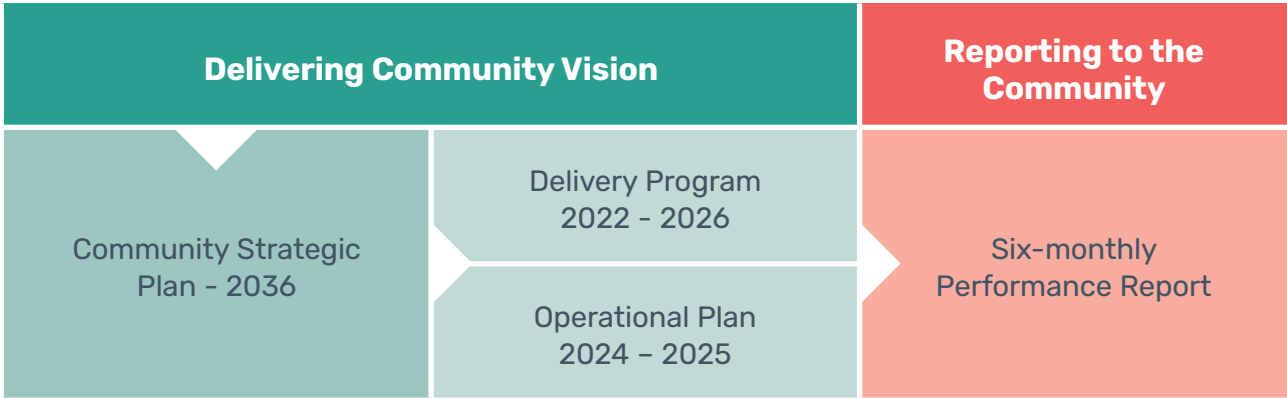 Delivering Community Vision
Reporting to the
Community
Community Strategic
Plan - 2036
Delivery Program
2022 - 2026
Operational Plan
2024 – 2025
Six-monthly
Performance Report